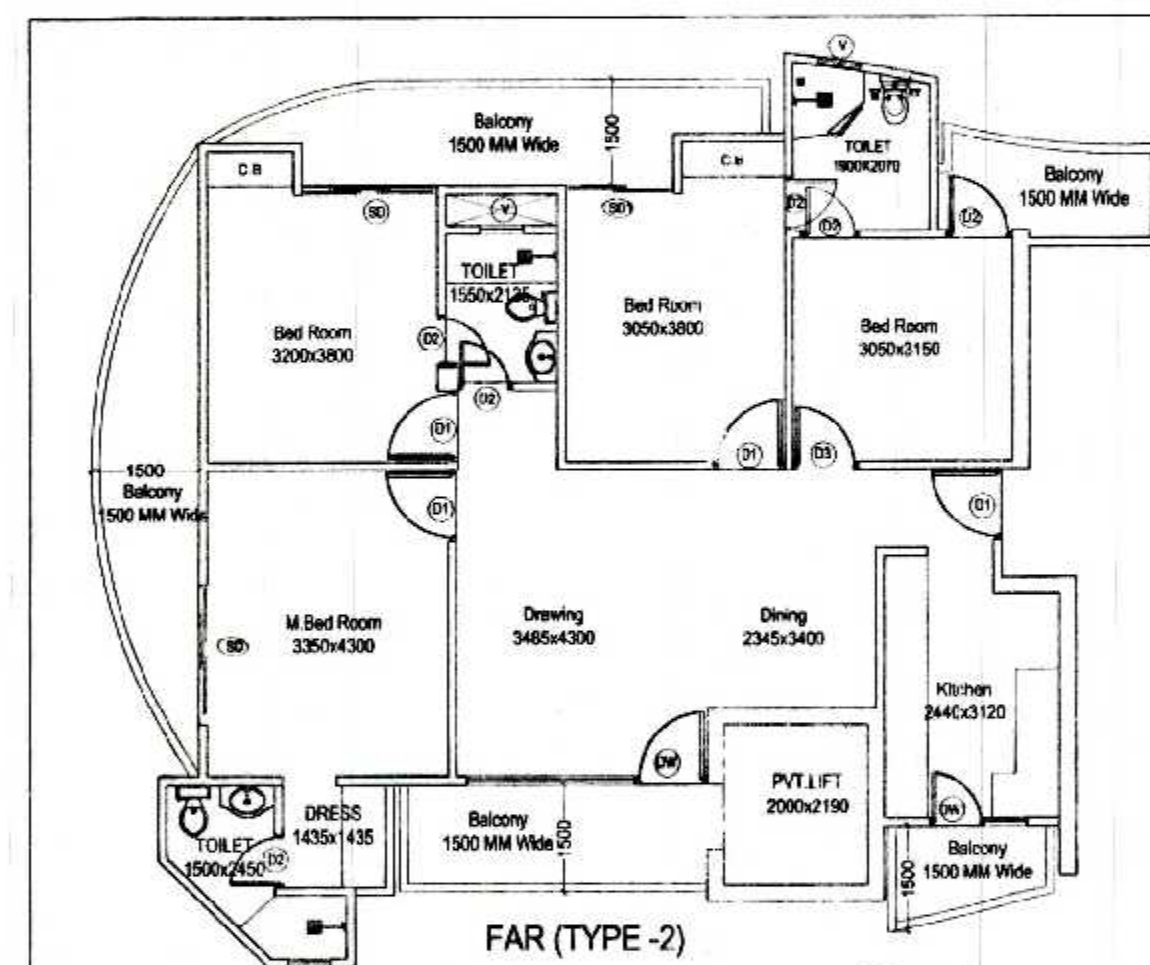 V
Balcony
1500 MM Wide
1500
TOILET
1900X2070
Balcony
1500 MM Wide
C.B
C.B
SD
V
SD1
D2
D2
D2
TOILET
1550x2135
Bed Room
3200x3800
D2
Bed Room
3050x3800
Bed Room
3050x3150
D2
D1
D1
D3
1500
Balcony
1500 MM Wide
D1
D1
M.Bed Room
3350x4300
SD
Drawing
3485x4300
Dining
2345x3400
Kitchen
2440x3120
DW
PVT.LIFT
2000x2190
DW
DRESS
1435x1435
TOILET
1500x2450
D2
Balcony
1500 MM Wide
1500
Balcony
1500 MM Wide
1500
FAR (TYPE -2)